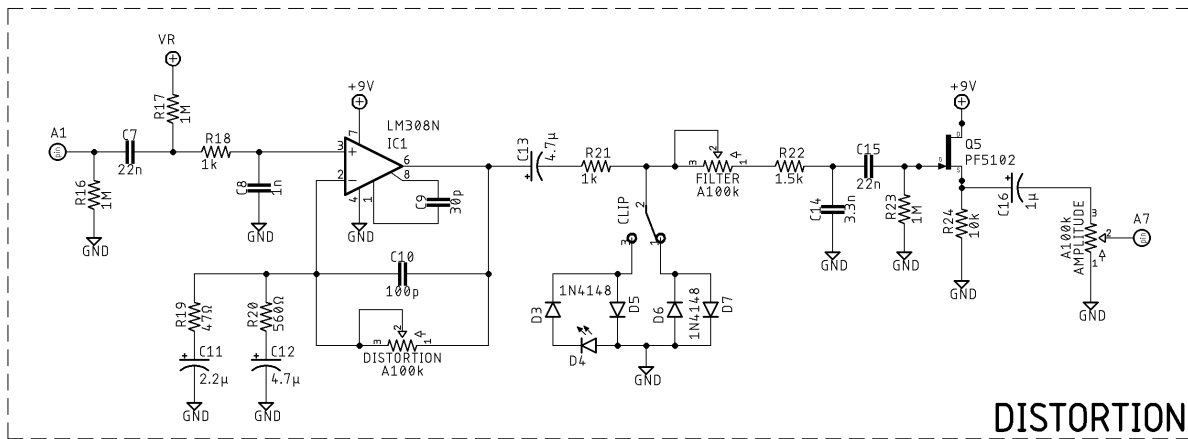 VR
+9V
+9V
R17
1M
LM308N
IC1
A1
pin
C7
22n
R18
1k
7
3
+
2
-
6
8
4
1
C13
4.7µ
R21
1k
2
3
1
FILTER
A100k
R22
1.5k
C15
22n
D
S
Q5
PF5102
R16
1M
C8
1n
C9
30p
CLIP
2
3
1
C14
3.3n
R23
1M
R24
10k
C16
1µ
A100k
AMPLITUDE
3
2
1
A7
pin
GND
GND
GND
GND
GND
GND
GND
C10
100p
R19
47Ω
R20
560Ω
1N4148
D3
D5
D6
1N4148
D7
C11
2.2µ
C12
4.7µ
2
3
1
DISTORTION
A100k
D4
GND
GND
GND
DISTORTION